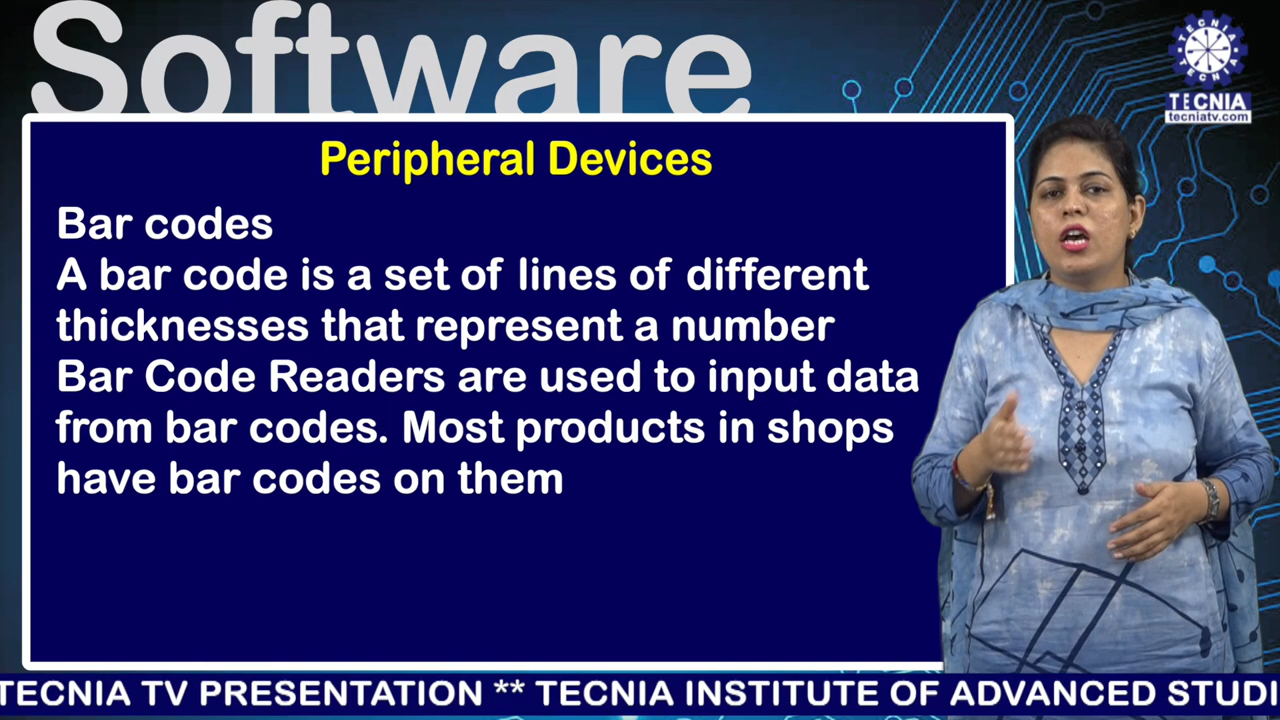 Software
TECNIA
TECNIA
TECNIA
tecniatv.com
Peripheral Devices
Bar codes
A bar code is a set of lines of different
thicknesses that represent a number
Bar Code Readers are used to input data
from bar codes. Most products in shops
have bar codes on them
TECNIA TV PRESENTATION ** TECNIA INSTITUTE OF ADVANCED STUDI